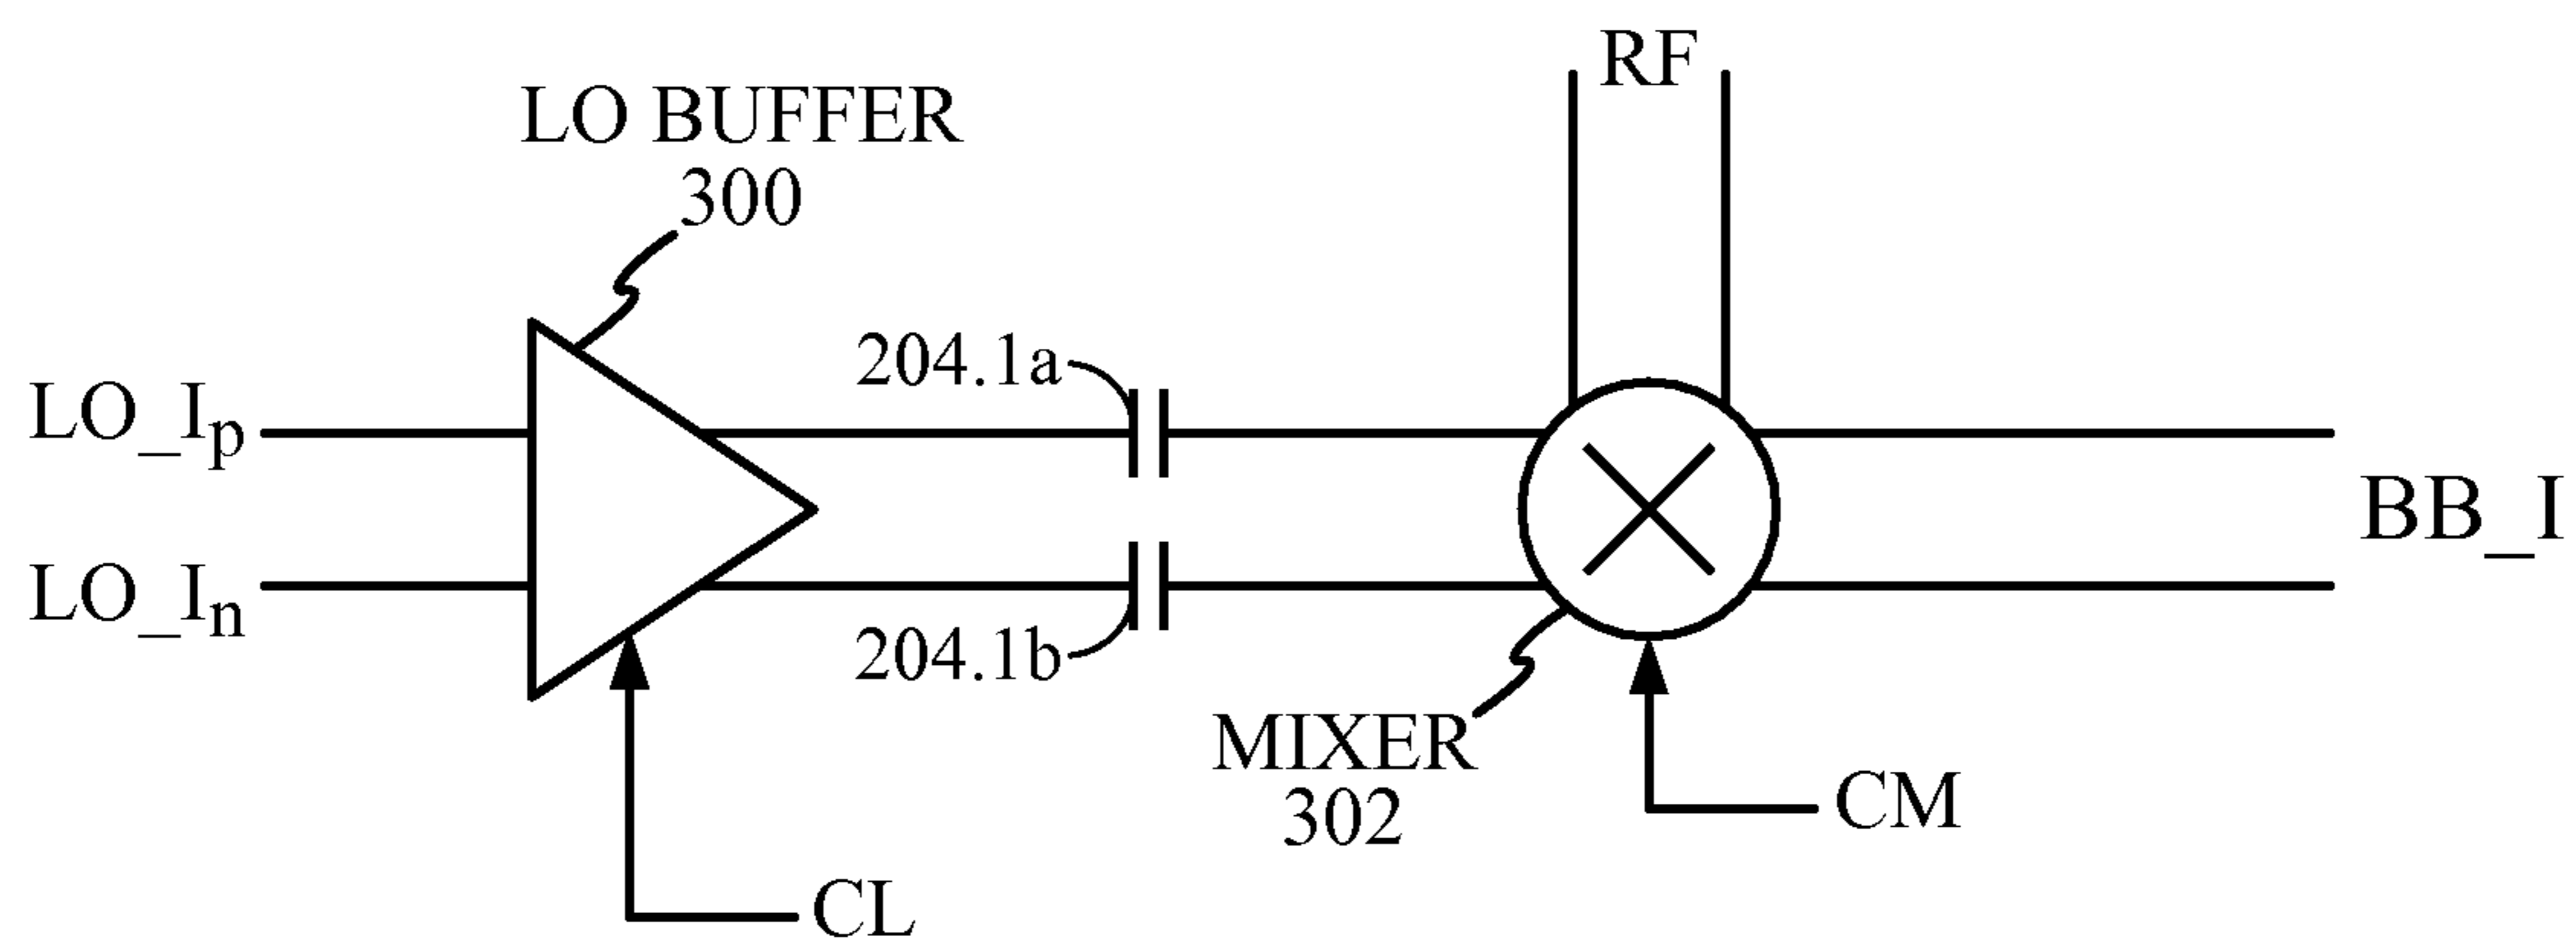 RF
LO BUFFER
300
204.1a
LO_Ip
BB_I
LO_In
204.1b
MIXER
302
CM
CL